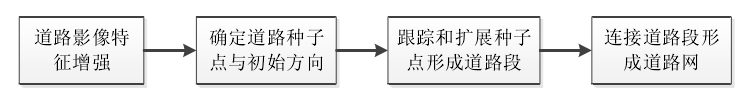 道路影像特
征增强
确定道路种子
点与初始方向
跟踪和扩展种子
点形成道路段
连接道路段形
成道路网